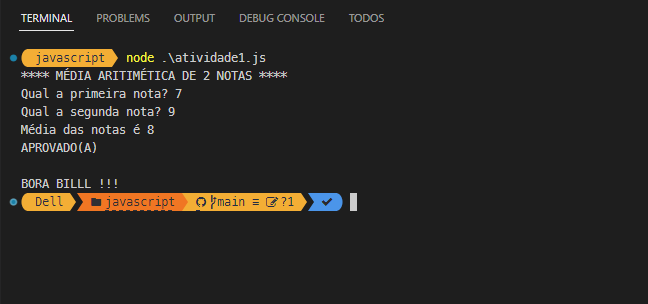 TERMINAL PROBLEMS OUTPUT DEBUG CONSOLE TODOS
javascript node .\atividade1.js
**** MÉDIA ARITIMÉTICA DE 2 NOTAS ****
Qual a primeira nota? 7
Qual a segunda nota? 9
Média das notas é 8
APROVADO(A)
BORA BILLL !!!
Dell javascript main ≡ ?1